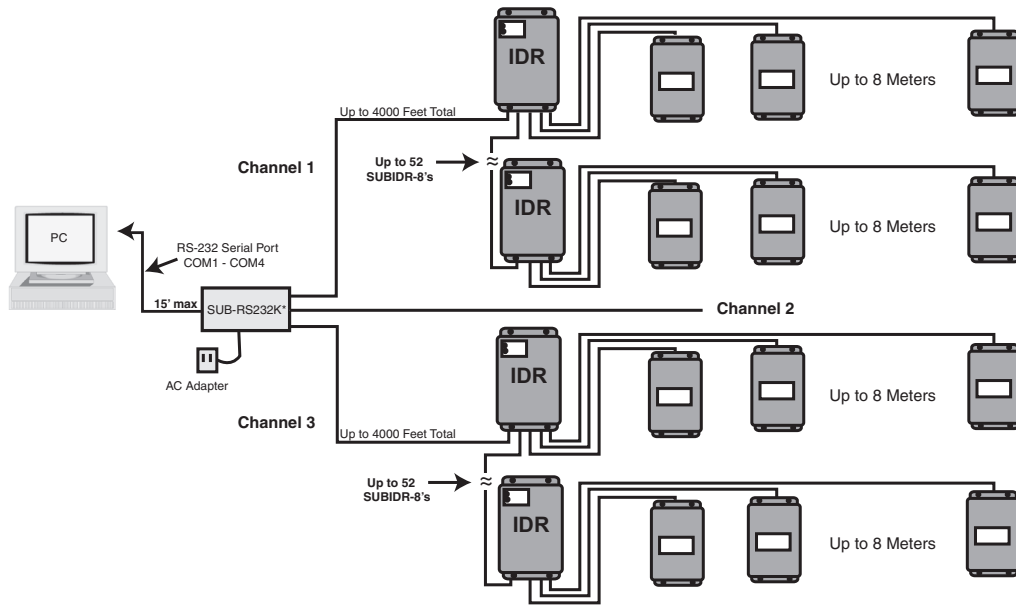 IDR
Up to 8 Meters
Up to 4000 Feet Total
Channel 1
Up to 52
SUBIDR-8's
IDR
Up to 8 Meters
PC
RS-232 Serial Port
COM1 - COM4
15' max
SUB-RS232K*
Channel 2
AC Adapter
IDR
Up to 8 Meters
Channel 3
Up to 4000 Feet Total
Up to 52
SUBIDR-8's
IDR
Up to 8 Meters